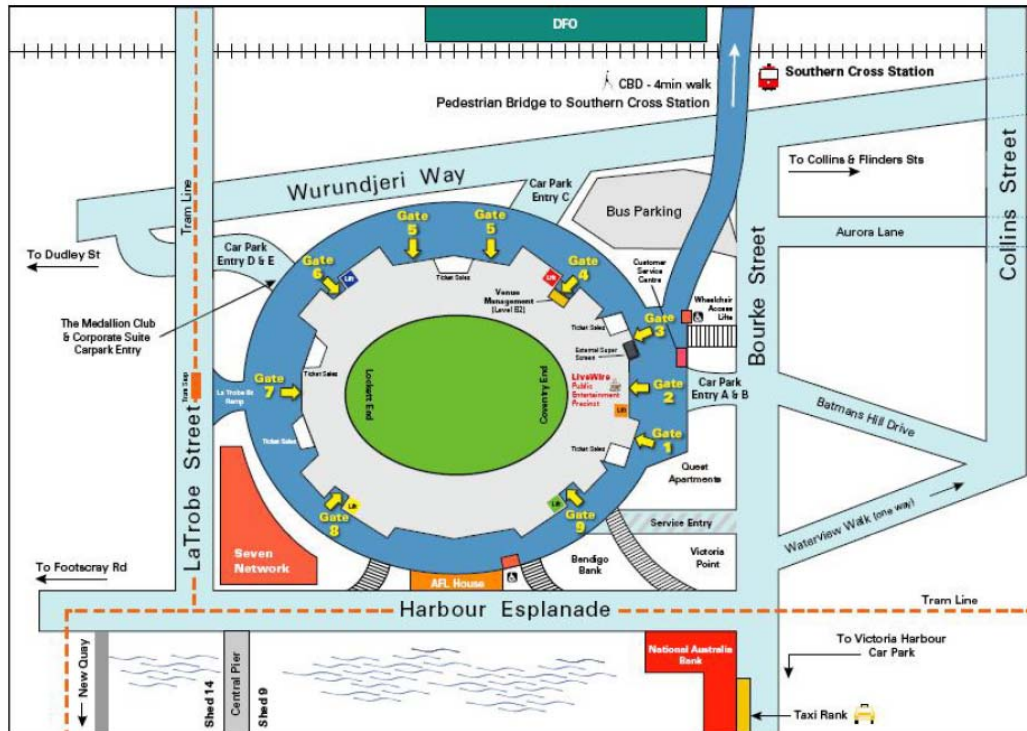 DFO
CBD - 4min walk
Pedestrian Bridge to Southern Cross Station
Southern Cross Station
Collins Street
To Collins & Flinders Sts
Wurundjeri Way
Tram Line
Car Park
Entry C
Bus Parking
Aurora Lane
Bourke Street
To Dudley St
Car Park
Entry D & E
Gate
5
Gate
5
Gate
6
Lift
Ticket Sales
Lift
Gate
4
Customer
Service
Centre
Venue
Management
(Level B2)
Wheelchair
Access
Lifts
The Medallion Club
& Corporate Suite
Carpark Entry
Ticket Sales
Gate
3
External Super
Screen
Ticket Sales
Tram Stop
La Trobe St
Ramp
Gate
7
Lockett End
Coventry End
LiveWire
Public
Entertainment
Precinct
Lift
Gate
2
Car Park
Entry A & B
Batmans Hill Drive
LaTrobe Street
Ticket Sales
Ticket Sales
Gate
1
Quest
Apartments
Gate
8
Lift
Lift
Gate
9
Service Entry
Waterview Walk (one way)
Seven
Network
Bendigo
Bank
Victoria
Point
To Footscray Rd
AFL House
Harbour Esplanade
Tram Line
New Quay
Shed 14
Central Pier
Shed 9
National Australia
Bank
To Victoria Harbour
Car Park
Taxi Rank